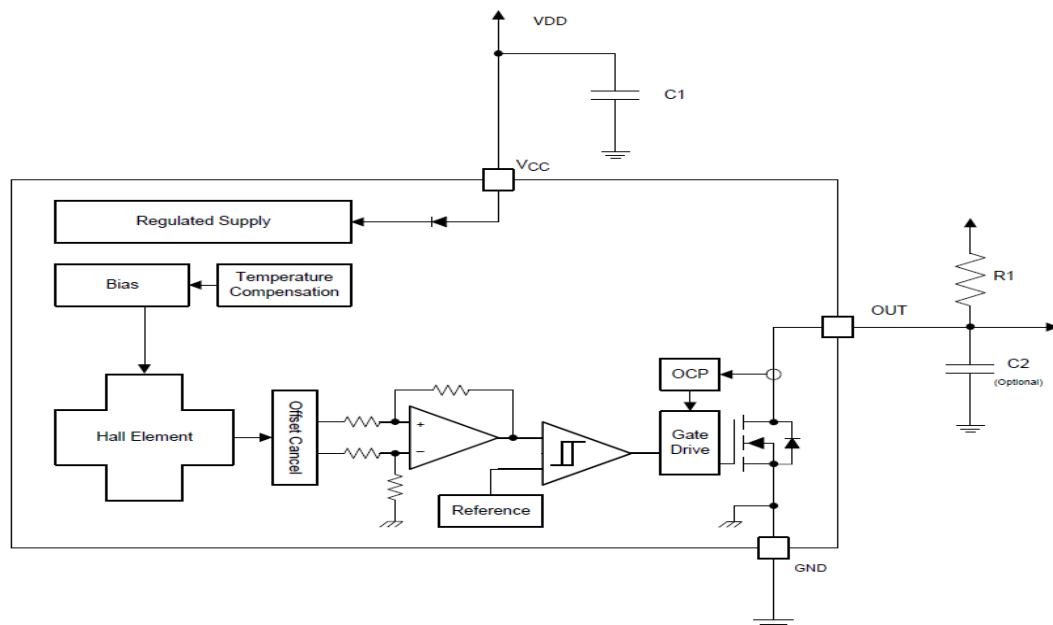 VDD
C1
VCC
Regulated Supply
Bias
Temperature
Compensation
R1
OUT
C2
(Optional)
OCP
Hall Element
Offset Cancel
+
−
Gate
Drive
Reference
GND